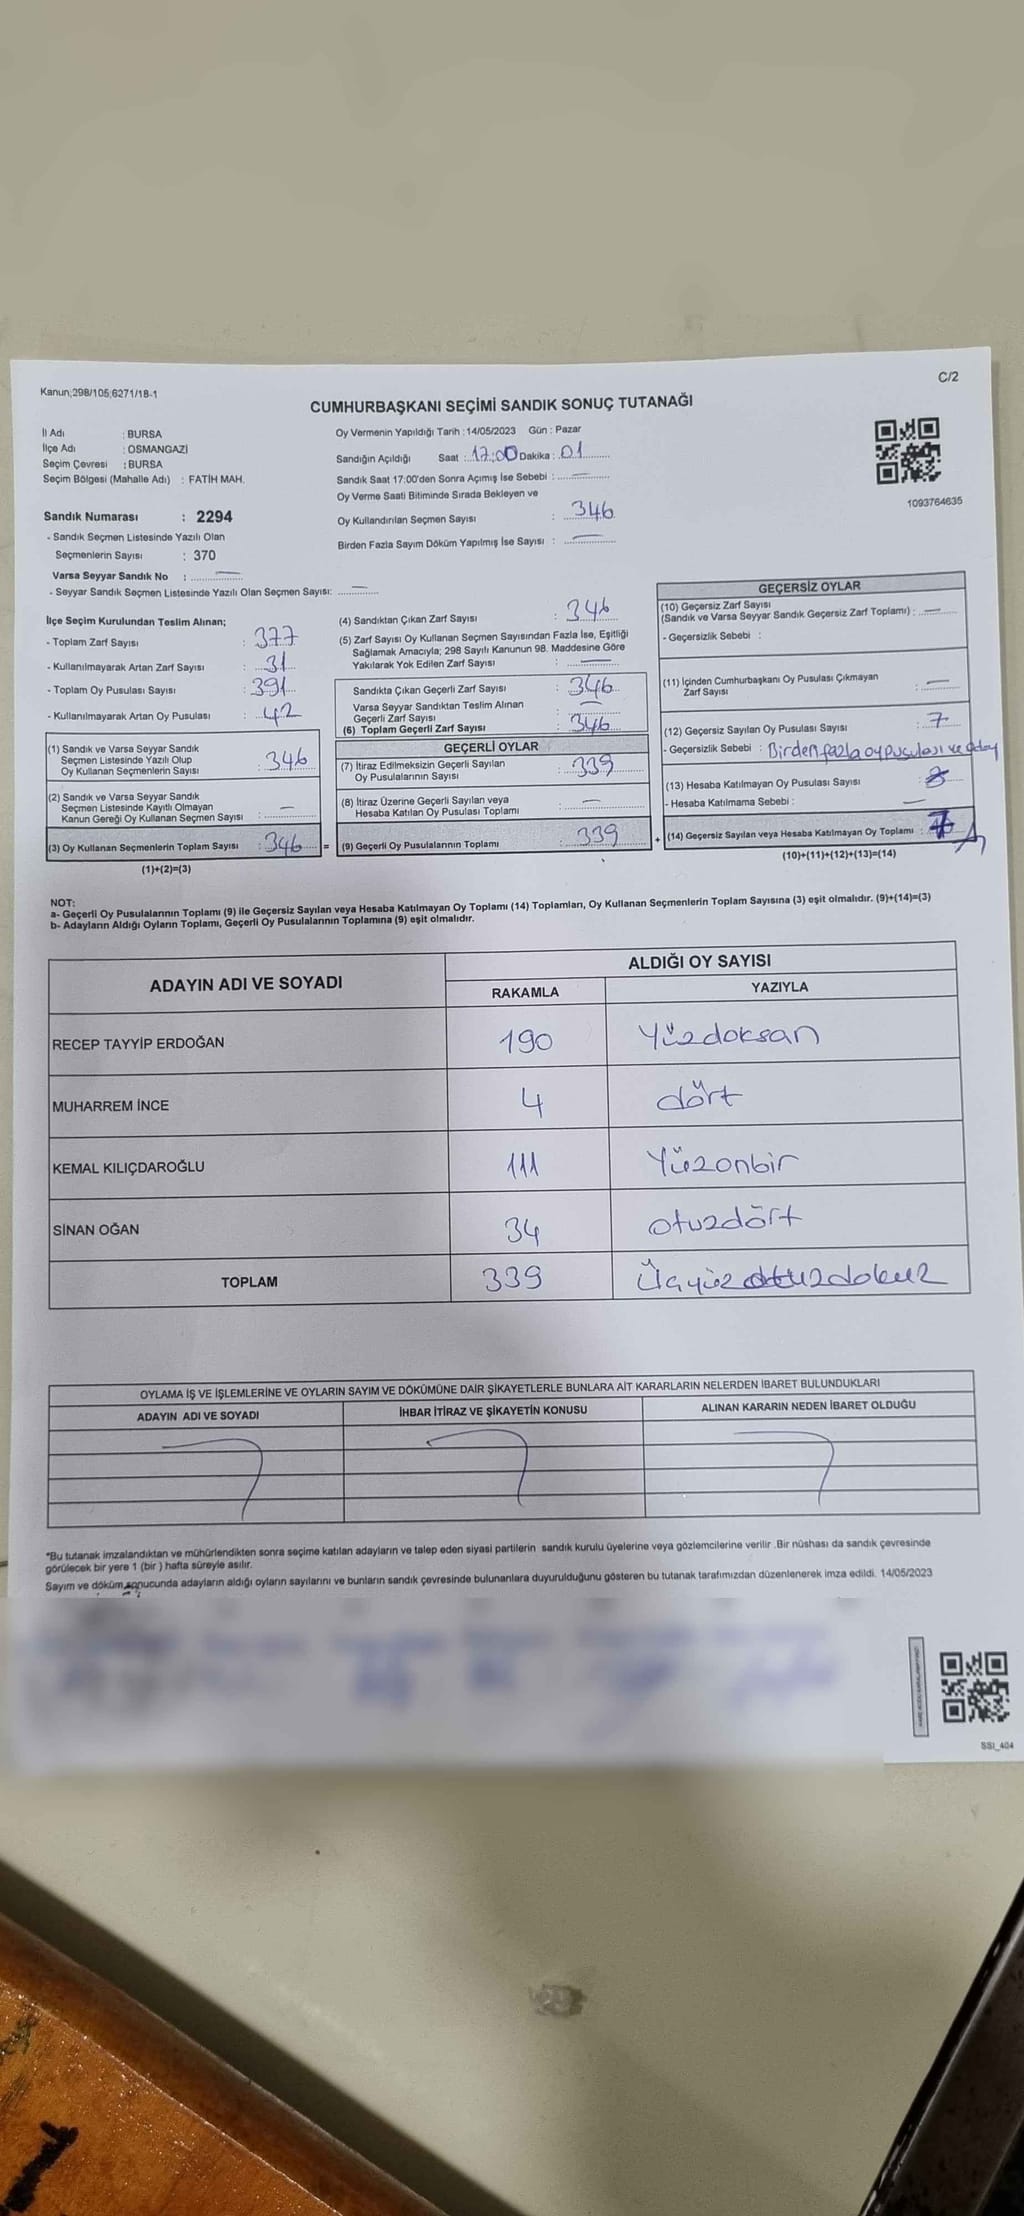 Kanun;298/105;6271/18-1
C/2
CUMHURBAŞKANI SEÇİMİ SANDIK SONUÇ TUTANAĞI
İl Adı : BURSA
İlçe Adı : OSMANGAZİ
Seçim Çevresi : BURSA
Seçim Bölgesi (Mahalle Adı) : FATİH MAH.
Sandık Numarası : 2294
- Sandık Seçmen Listesinde Yazılı Olan
Seçmenlerin Sayısı : 370
Varsa Seyyar Sandık No :
- Seyyar Sandık Seçmen Listesinde Yazılı Olan Seçmen Sayısı:
Oy Vermenin Yapıldığı Tarih : 14/05/2023 Gün : Pazar
Sandığın Açıldığı Saat : 17:00 Dakika : 01
Sandık Saat 17:00'den Sonra Açımış İse Sebebi : —
Oy Verme Saati Bitiminde Sırada Bekleyen ve
Oy Kullandırılan Seçmen Sayısı : 346
Birden Fazla Sayım Döküm Yapılmış İse Sayısı : —
1093764635
İlçe Seçim Kurulundan Teslim Alınan;
- Toplam Zarf Sayısı : 377
- Kullanılmayarak Artan Zarf Sayısı : 31
- Toplam Oy Pusulası Sayısı : 391
- Kullanılmayarak Artan Oy Pusulası : 42
(1) Sandık ve Varsa Seyyar Sandık
Seçmen Listesinde Yazılı Olup
Oy Kullanan Seçmenlerin Sayısı : 346
(2) Sandık ve Varsa Seyyar Sandık
Seçmen Listesinde Kayıtlı Olmayan
Kanun Gereği Oy Kullanan Seçmen Sayısı : —
(3) Oy Kullanan Seçmenlerin Toplam Sayısı : 346 =
(1)+(2)=(3)
(4) Sandıktan Çıkan Zarf Sayısı : 346
(5) Zarf Sayısı Oy Kullanan Seçmen Sayısından Fazla İse, Eşitliği
Sağlamak Amacıyla; 298 Sayılı Kanunun 98. Maddesine Göre
Yakılarak Yok Edilen Zarf Sayısı : —
Sandıkta Çıkan Geçerli Zarf Sayısı : 346
Varsa Seyyar Sandıktan Teslim Alınan
Geçerli Zarf Sayısı : —
(6) Toplam Geçerli Zarf Sayısı : 346
GEÇERLİ OYLAR
(7) İtiraz Edilmeksizin Geçerli Sayılan
Oy Pusulalarının Sayısı : 339
(8) İtiraz Üzerine Geçerli Sayılan veya
Hesaba Katılan Oy Pusulası Toplamı : —
(9) Geçerli Oy Pusulalarının Toplamı : 339 +
GEÇERSİZ OYLAR
(10) Geçersiz Zarf Sayısı
(Sandık ve Varsa Seyyar Sandık Geçersiz Zarf Toplamı) : —
- Geçersizlik Sebebi :
(11) İçinden Cumhurbaşkanı Oy Pusulası Çıkmayan
Zarf Sayısı : —
(12) Geçersiz Sayılan Oy Pusulası Sayısı : 7
- Geçersizlik Sebebi : Birden fazla oy pusulası ve aday
(13) Hesaba Katılmayan Oy Pusulası Sayısı :
- Hesaba Katılmama Sebebi : —
(14) Geçersiz Sayılan veya Hesaba Katılmayan Oy Toplamı : 7
(10)+(11)+(12)+(13)=(14)
NOT:
a- Geçerli Oy Pusulalarının Toplamı (9) ile Geçersiz Sayılan veya Hesaba Katılmayan Oy Toplamı (14) Toplamları, Oy Kullanan Seçmenlerin Toplam Sayısına (3) eşit olmalıdır. (9)+(14)=(3)
b- Adayların Aldığı Oyların Toplamı, Geçerli Oy Pusulalarının Toplamına (9) eşit olmalıdır.
ADAYIN ADI VE SOYADI ALDIĞI OY SAYISI
RAKAMLA YAZIYLA
RECEP TAYYİP ERDOĞAN 190 Yüzdoksan
MUHARREM İNCE 4 dört
KEMAL KILIÇDAROĞLU 111 Yüzonbir
SİNAN OĞAN 34 otuzdört
TOPLAM 339 Üçyüzotuzdokuz
OYLAMA İŞ VE İŞLEMLERİNE VE OYLARIN SAYIM VE DÖKÜMÜNE DAİR ŞİKAYETLERLE BUNLARA AİT KARARLARIN NELERDEN İBARET BULUNDUKLARI
ADAYIN ADI VE SOYADI İHBAR İTİRAZ VE ŞİKAYETİN KONUSU ALINAN KARARIN NEDEN İBARET OLDUĞU
*Bu tutanak imzalandıktan ve mühürlendikten sonra seçime katılan adayların ve talep eden siyasi partilerin sandık kurulu üyelerine veya gözlemcilerine verilir .Bir nüshası da sandık çevresinde
görülecek bir yere 1 (bir ) hafta süreyle asılır.
Sayım ve döküm sonucunda adayların aldığı oyların sayılarını ve bunların sandık çevresinde bulunanlara duyurulduğunu gösteren bu tutanak tarafımızdan düzenlenerek imza edildi. 14/05/2023
SSI_404